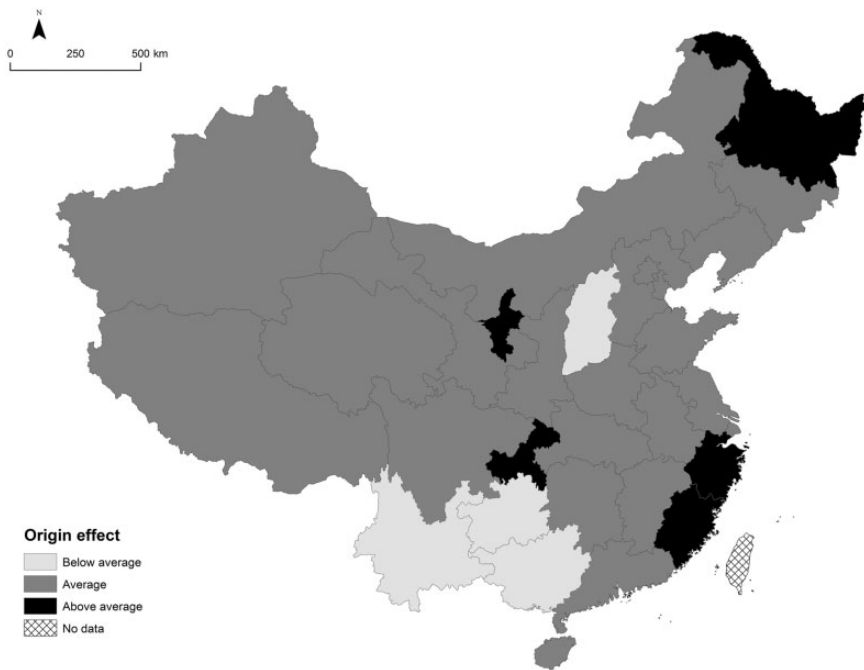 N
0 250 500 km
Origin effect
Below average
Average
Above average
No data